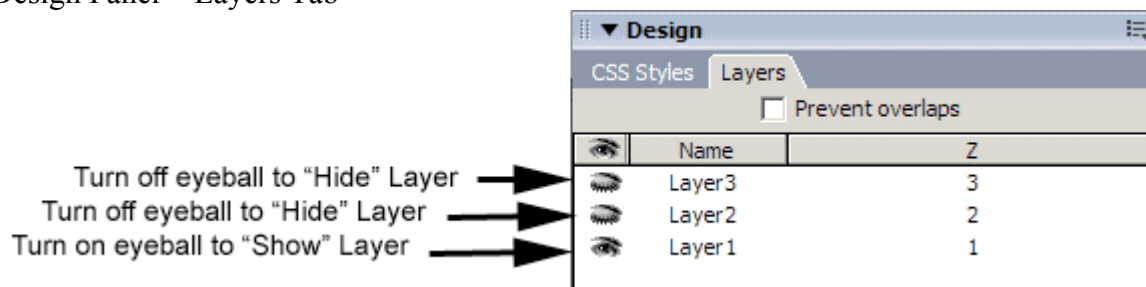 Design Panel – Layers Tab
Design
CSS Styles Layers
Prevent overlaps
Name Z
Turn off eyeball to “Hide” Layer Layer3 3
Turn off eyeball to “Hide” Layer Layer2 2
Turn on eyeball to “Show” Layer Layer1 1